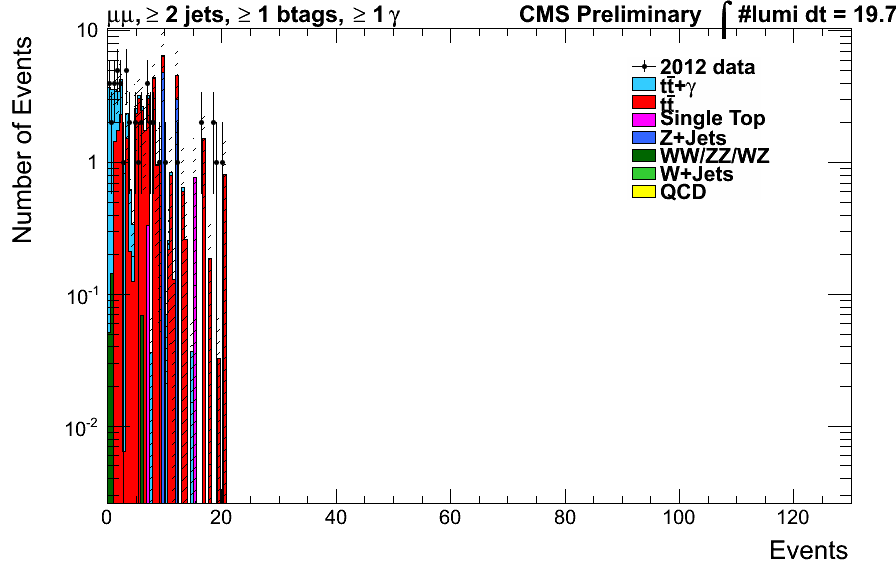 μμ, ≥ 2 jets, ≥ 1 btags, ≥ 1 γ
CMS Preliminary ∫ #lumi dt = 19.7
Number of Events
10
1
10⁻¹
10⁻²
2012 data
tt̄+γ
tt̄
Single Top
Z+Jets
WW/ZZ/WZ
W+Jets
QCD
0 20 40 60 80 100 120
Events